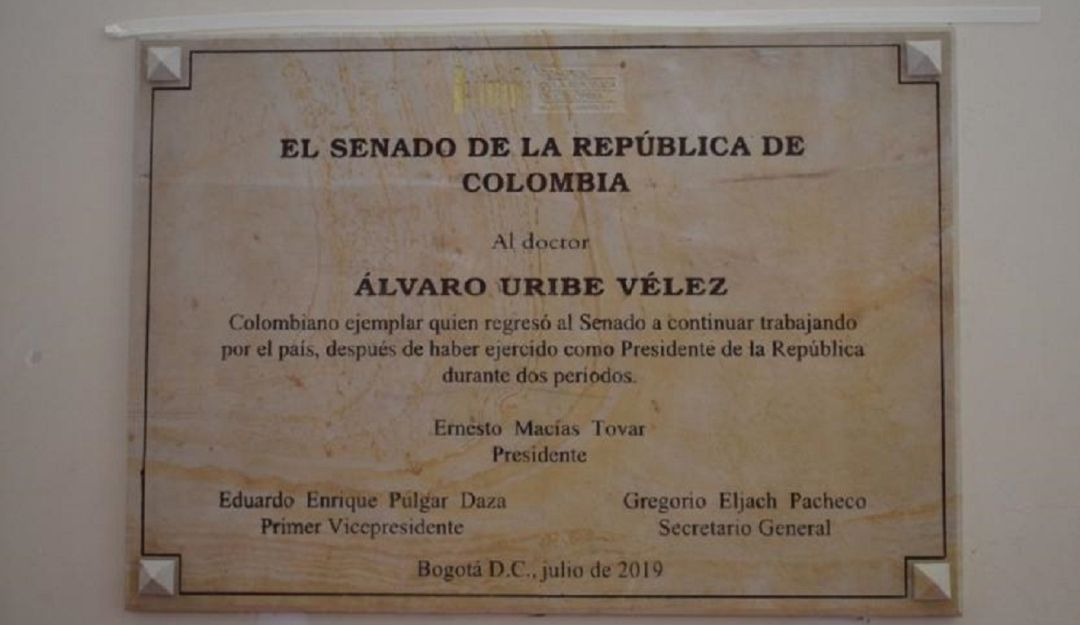 EL SENADO DE LA REPÚBLICA DE
COLOMBIA
Al doctor
ÁLVARO URIBE VÉLEZ
Colombiano ejemplar quien regresó al Senado a continuar trabajando
por el país, después de haber ejercido como Presidente de la República
durante dos períodos.
Ernesto Macías Tovar
Presidente
Eduardo Enrique Pulgar Daza
Primer Vicepresidente
Gregorio Eljach Pacheco
Secretario General
Bogotá D.C., julio de 2019